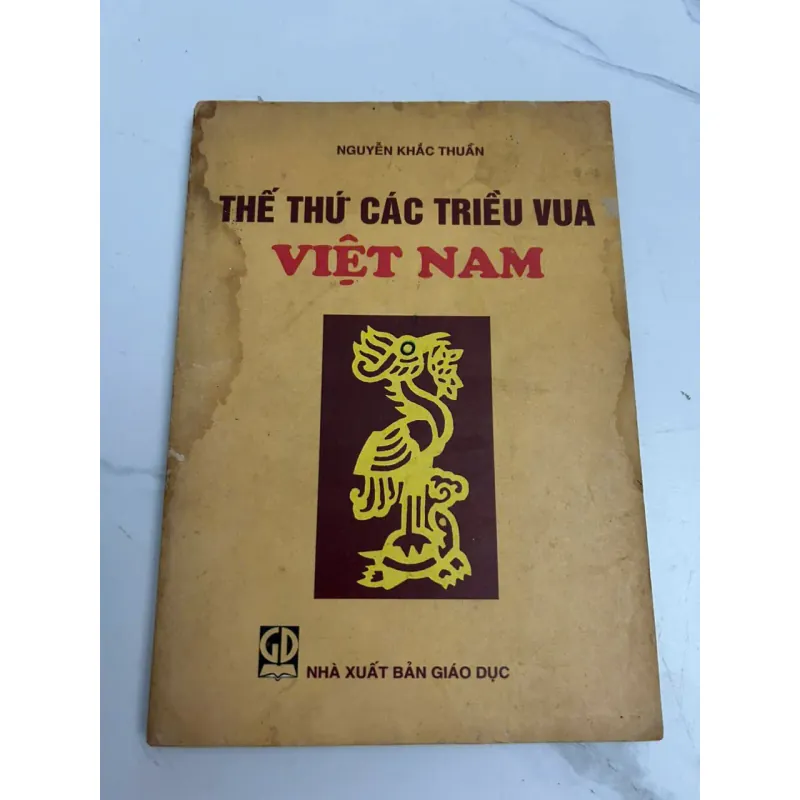 NGUYỄN KHẮC THUẦN
THẾ THỨ CÁC TRIỀU VUA
VIỆT NAM
GD
NHÀ XUẤT BẢN GIÁO DỤC